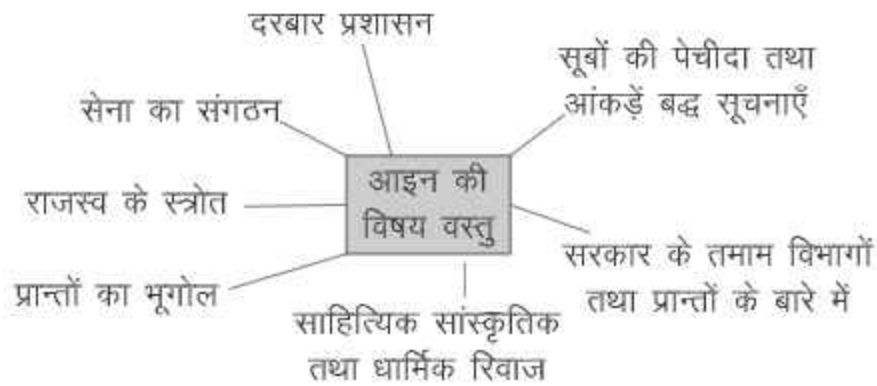 दरबार प्रशासन
सूबों की पेचीदा तथा
आंकड़ें बद्ध सूचनाएँ
सेना का संगठन
आइन की
विषय वस्तु
राजस्व के स्त्रोत
सरकार के तमाम विभागों
तथा प्रान्तों के बारे में
प्रान्तों का भूगोल
साहित्यिक सांस्कृतिक
तथा धार्मिक रिवाज